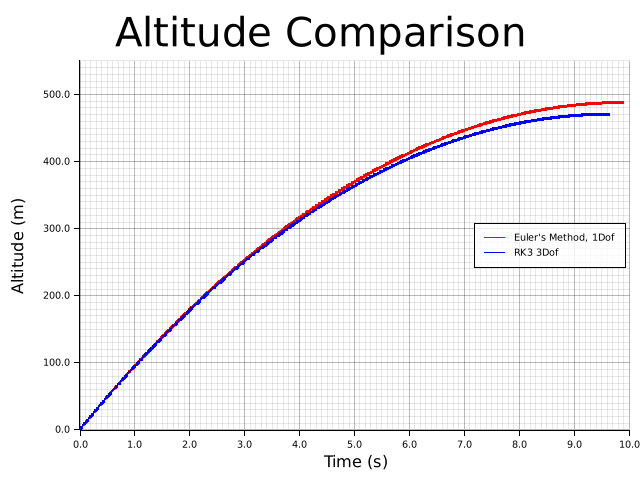 Altitude Comparison
500.0
400.0
300.0
200.0
100.0
0.0
Altitude (m)
Euler's Method, 1Dof
RK3 3Dof
0.0 1.0 2.0 3.0 4.0 5.0 6.0 7.0 8.0 9.0 10.0
Time (s)